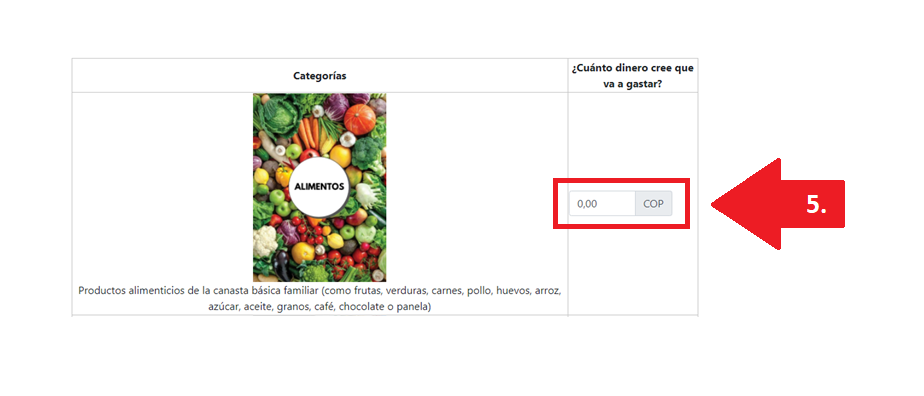 Categorías
¿Cuánto dinero cree que
va a gastar?
ALIMENTOS
0,00 COP
5.
Productos alimenticios de la canasta básica familiar (como frutas, verduras, carnes, pollo, huevos, arroz,
azúcar, aceite, granos, café, chocolate o panela)